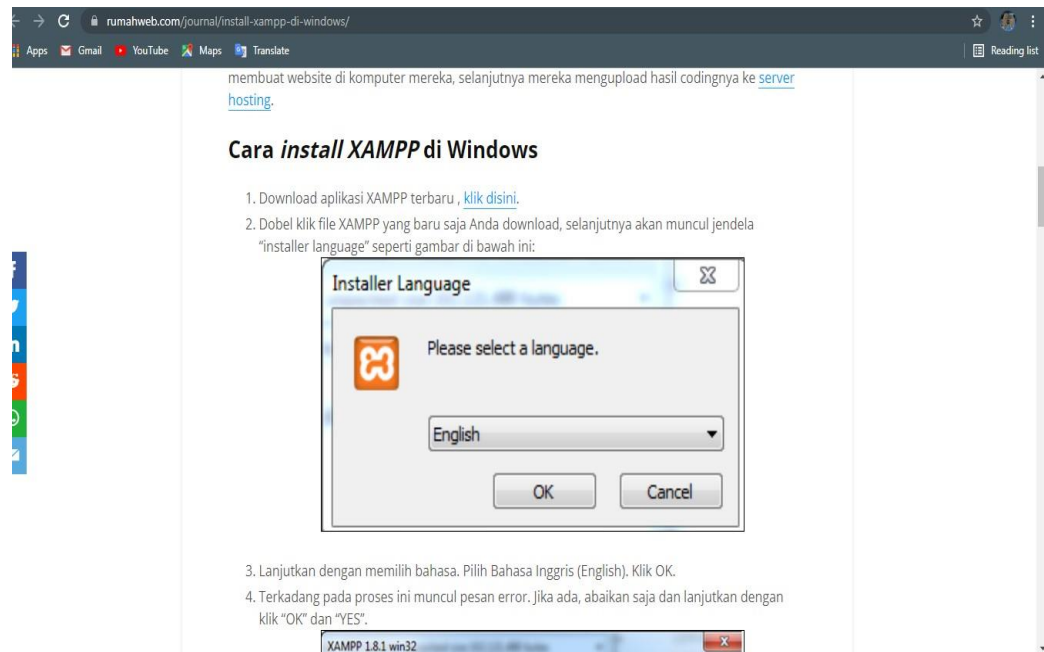 rumahweb.com/journal/install-xampp-di-windows/
Apps Gmail YouTube Maps Translate Reading list
membuat website di komputer mereka, selanjutnya mereka mengupload hasil codingnya ke server
hosting.
Cara install XAMPP di Windows
1. Download aplikasi XAMPP terbaru , klik disini.
2. Dobel klik file XAMPP yang baru saja Anda download, selanjutnya akan muncul jendela
“installer language” seperti gambar di bawah ini:
Installer Language
Please select a language.
English
OK Cancel
3. Lanjutkan dengan memilih bahasa. Pilih Bahasa Inggris (English). Klik OK.
4. Terkadang pada proses ini muncul pesan error. Jika ada, abaikan saja dan lanjutkan dengan
klik “OK” dan “YES”.
XAMPP 1.8.1 win32